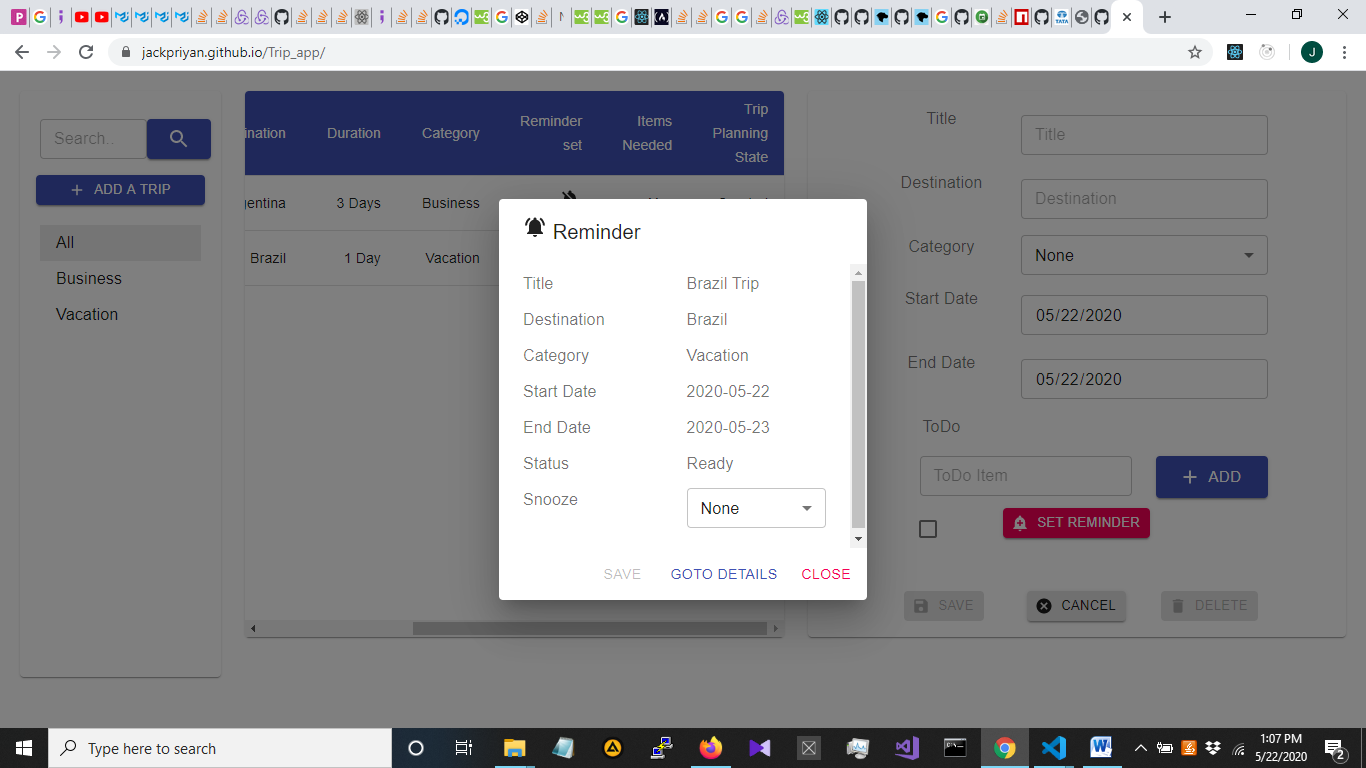 jackpriyan.github.io/Trip_app/
J
Search..
ADD A TRIP
All
Business
Vacation
Duration
Category
Reminder
set
Items
Needed
Trip
Planning
State
3 Days
Business
Brazil
1 Day
Vacation
Reminder
Title
Brazil Trip
Destination
Brazil
Category
Vacation
Start Date
2020-05-22
End Date
2020-05-23
Status
Ready
Snooze
None
SAVE
GOTO DETAILS
CLOSE
Title
Title
Destination
Destination
Category
None
Start Date
05/22/2020
End Date
05/22/2020
ToDo
ToDo Item
ADD
SET REMINDER
SAVE
CANCEL
DELETE
Type here to search
1:07 PM
5/22/2020
2